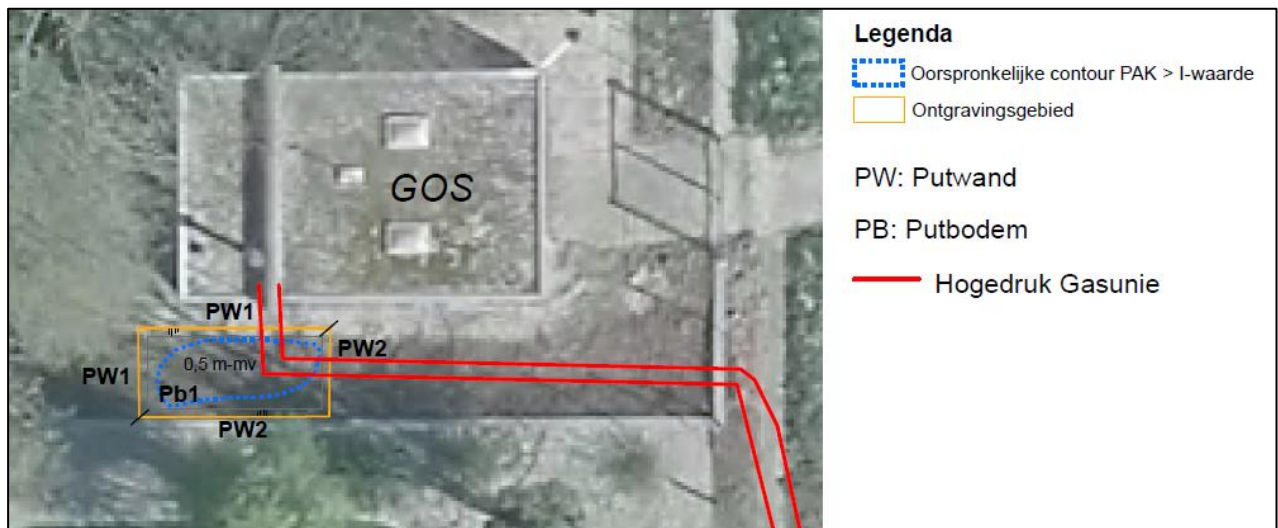 GOS
PW1
PW2
0,5 m-mv
PW1
Pb1
PW2
Legenda
Oorspronkelijke contour PAK > I-waarde
Ontgravingsgebied
PW: Putwand
PB: Putbodem
Hogedruk Gasunie